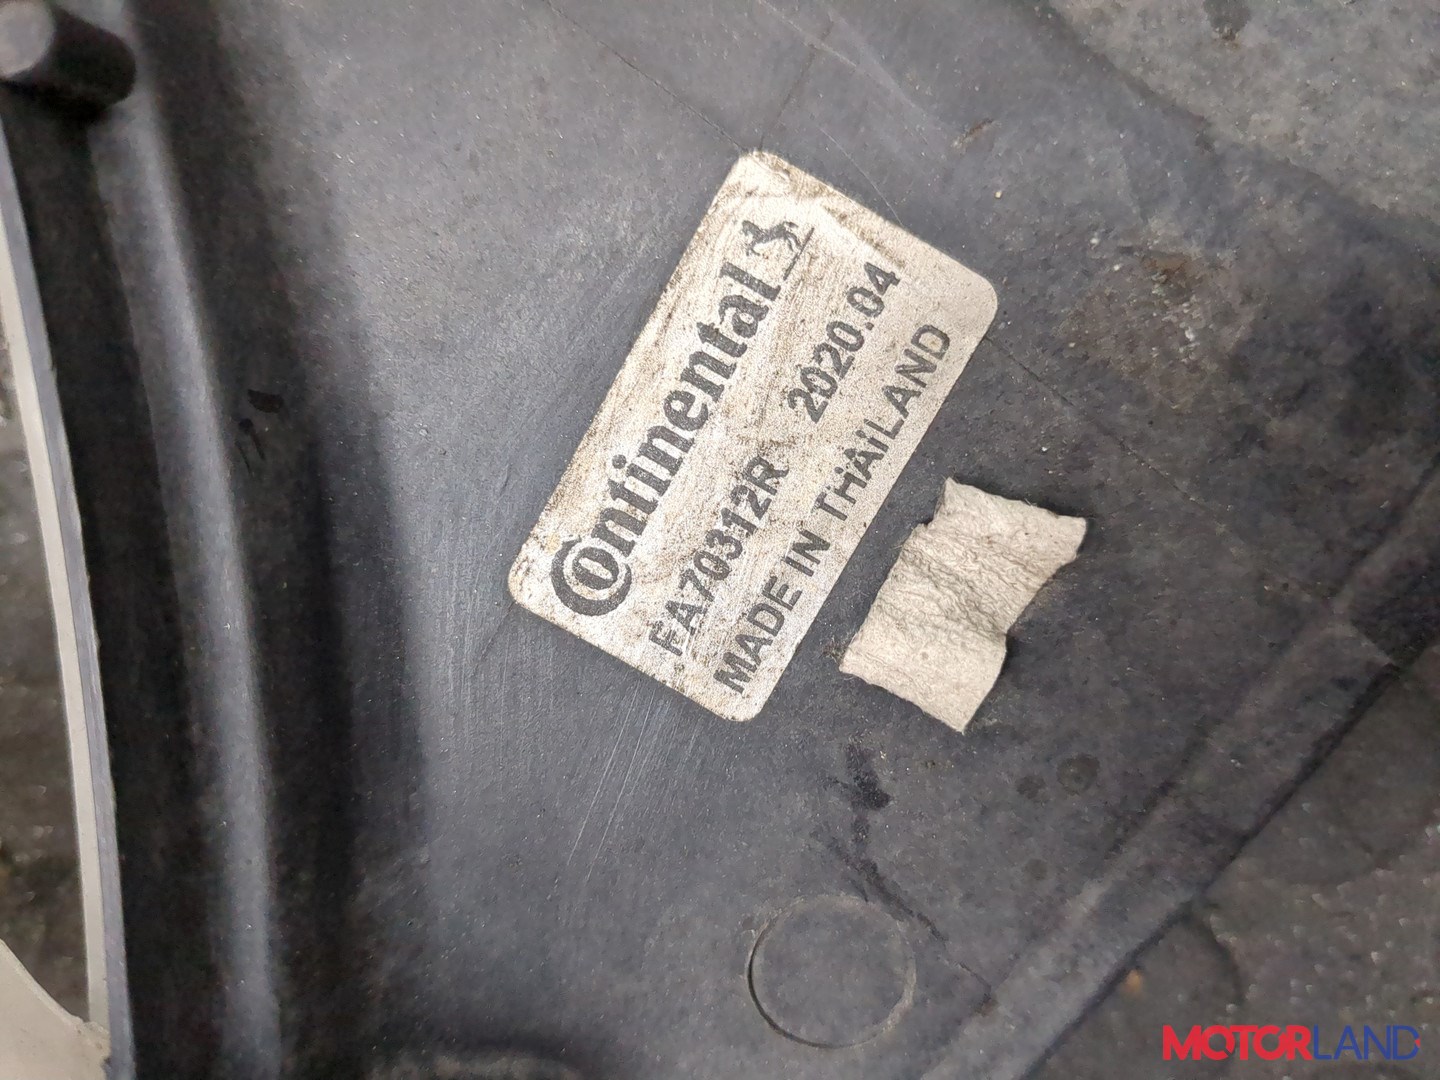 Continental
FA70312R 2020.04
MADE IN THAILAND
MOTORLAND